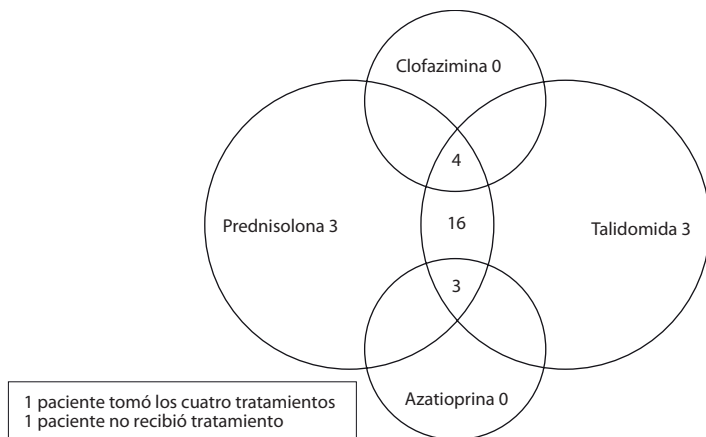 Clofazimina 0
4
Prednisolona 3
16
Talidomida 3
3
Azatioprina 0
1 paciente tomó los cuatro tratamientos
1 paciente no recibió tratamiento